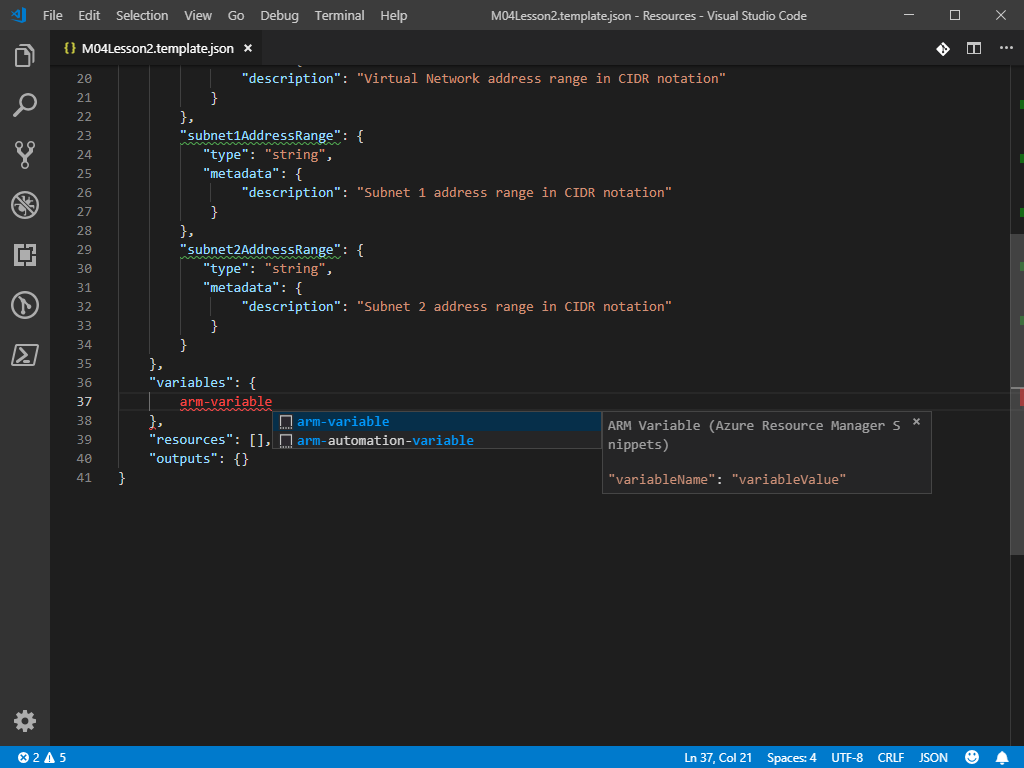 File Edit Selection View Go Debug Terminal Help M04Lesson2.template.json - Resources - Visual Studio Code
{} M04Lesson2.template.json ×
20 "description": "Virtual Network address range in CIDR notation"
21 }
22 },
23 "subnet1AddressRange": {
24 "type": "string",
25 "metadata": {
26 "description": "Subnet 1 address range in CIDR notation"
27 }
28 },
29 "subnet2AddressRange": {
30 "type": "string",
31 "metadata": {
32 "description": "Subnet 2 address range in CIDR notation"
33 }
34 }
35 },
36 "variables": {
37 arm-variable
38 },
39 "resources": [],
40 "outputs": {}
41 }
arm-variable
arm-automation-variable
ARM Variable (Azure Resource Manager S
nippets)
"variableName": "variableValue"
2 5 Ln 37, Col 21 Spaces: 4 UTF-8 CRLF JSON